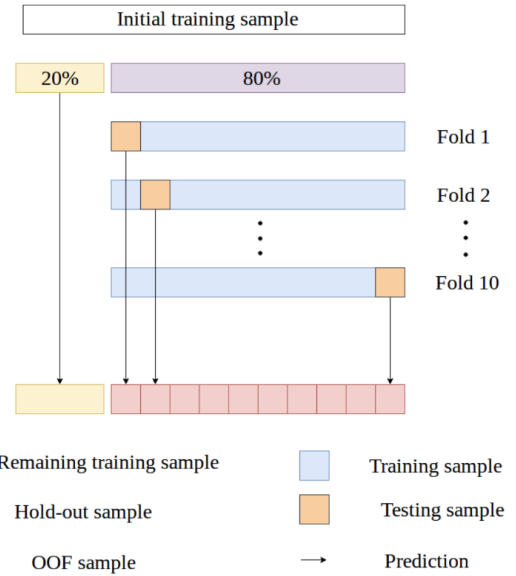 Initial training sample
20%
80%
Fold 1
Fold 2
Fold 10
Remaining training sample
Training sample
Hold-out sample
Testing sample
OOF sample
Prediction